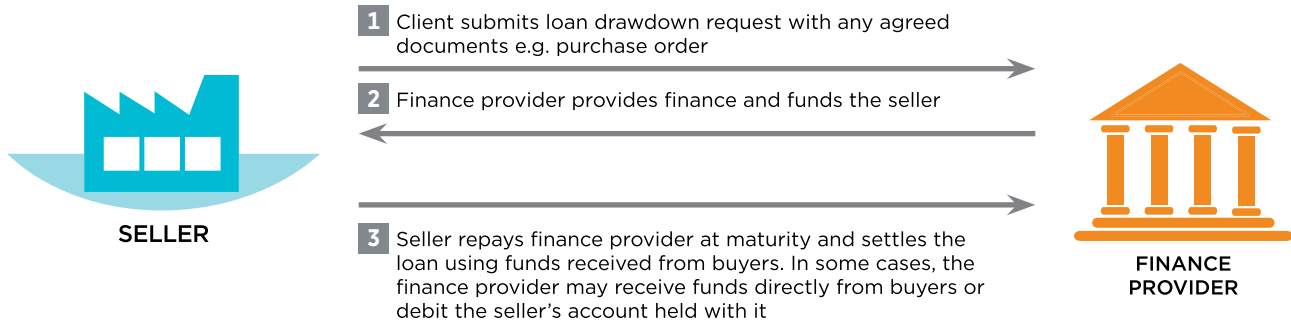 1 Client submits loan drawdown request with any agreed
documents e.g. purchase order
2 Finance provider provides finance and funds the seller
SELLER
3 Seller repays finance provider at maturity and settles the
loan using funds received from buyers. In some cases, the
finance provider may receive funds directly from buyers or
debit the seller’s account held with it
FINANCE
PROVIDER